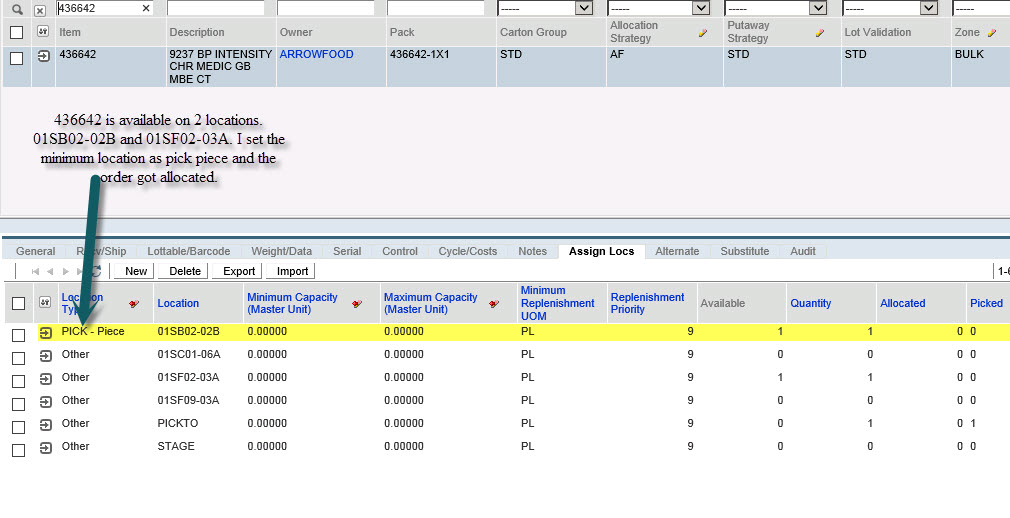 436642 ✕ ----- ----- ----- ----- -----
Item Description Owner Pack Carton Group Allocation Strategy Putaway Strategy Lot Validation Zone
436642 9237 BP INTENSITY ARROWFOOD 436642-1X1 STD AF STD STD BULK
CHR MEDIC GB
MBE CT
436642 is available on 2 locations.
01SB02-02B and 01SF02-03A. I set the
minimum location as pick piece and the
order got allocated.
General Lottable/Barcode Weight/Data Serial Control Cycle/Costs Notes Assign Locs Alternate Substitute Audit
New Delete Export Import 1-6
Location Location Minimum Capacity (Master Unit) Maximum Capacity (Master Unit) Minimum Replenishment UOM Replenishment Priority Available Quantity Allocated Picked
PICK - Piece 01SB02-02B 0.00000 0.00000 PL 9 1 1 0 0
Other 01SC01-06A 0.00000 0.00000 PL 9 0 0 0 0
Other 01SF02-03A 0.00000 0.00000 PL 9 1 1 0 0
Other 01SF09-03A 0.00000 0.00000 PL 9 0 0 0 0
Other PICKTO 0.00000 0.00000 PL 9 0 1 0 1
Other STAGE 0.00000 0.00000 PL 9 0 0 0 0